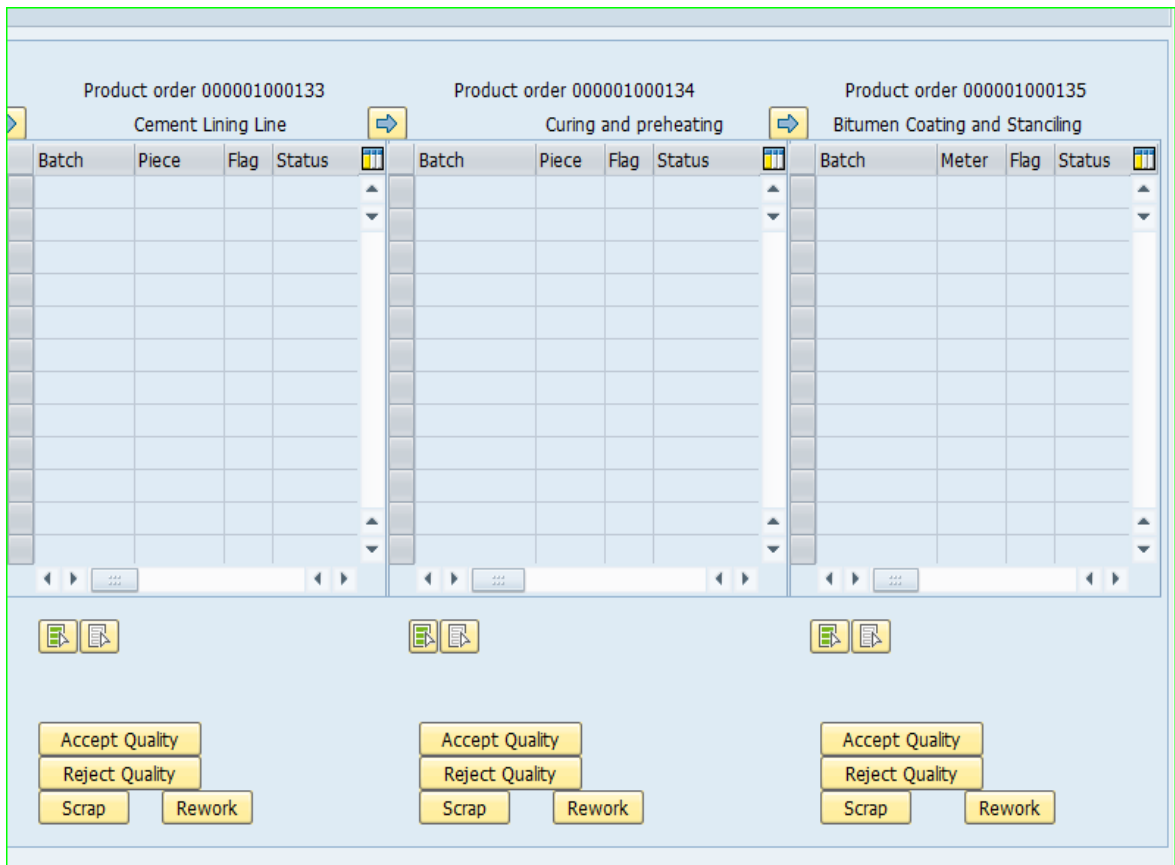 Product order 000001000133 Product order 000001000134 Product order 000001000135
Cement Lining Line Curing and preheating Bitumen Coating and Stanciling
Batch Piece Flag Status Batch Piece Flag Status Batch Meter Flag Status
Accept Quality Accept Quality Accept Quality
Reject Quality Reject Quality Reject Quality
Scrap Rework Scrap Rework Scrap Rework